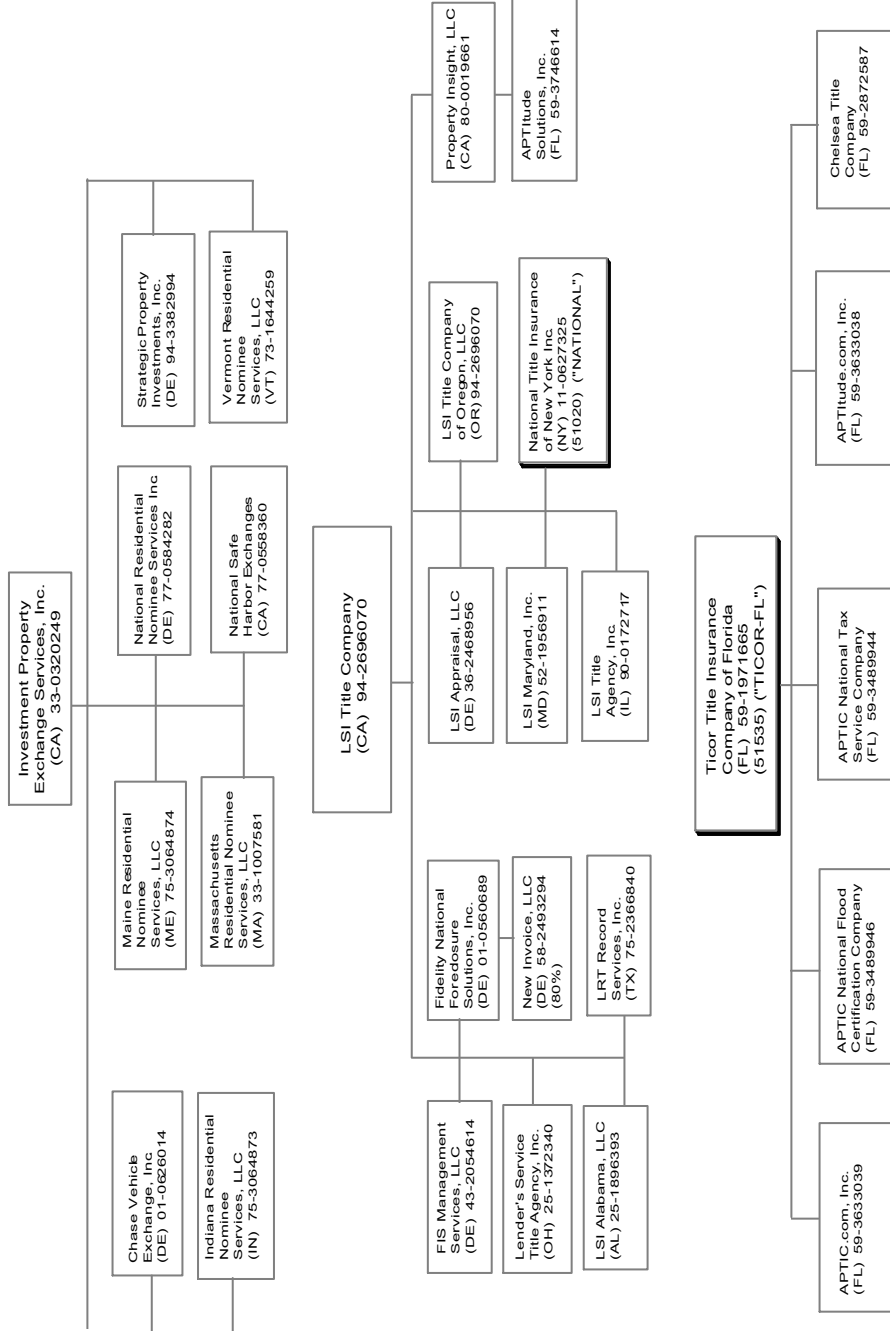 Investment Property
Exchange Services, Inc.
(CA) 33-0320249
Chase Vehicle
Exchange, Inc
(DE) 01-0626014
Maine Residential
Nominee
Services, LLC
(ME) 75-3064874
National Residential
Nominee Services Inc
(DE) 77-0584282
Strategic Property
Investments, Inc.
(DE) 94-3382994
Indiana Residential
Nominee
Services, LLC
(IN) 75-3064873
Massachusetts
Residential Nominee
Services, LLC
(MA) 33-1007581
National Safe
Harbor Exchanges
(CA) 77-0558360
Vermont Residential
Nominee
Services, LLC
(VT) 73-1644259
LSI Title Company
(CA) 94-2696070
FIS Management
Services, LLC
(DE) 43-2054614
Fidelity National
Foredosure
Solutions, Inc.
(DE) 01-0560689
LSI Appraisal, LLC
(DE) 36-2468956
LSI Title Company
of Oregon, LLC
(OR) 94-2696070
Property Insight, LLC
(CA) 80-0019661
Lender's Service
Title Agency, Inc.
(OH) 25-1372340
New Invoice, LLC
(DE) 58-2493294
(80%)
LSI Maryland, Inc.
(MD) 52-1956911
National Title Insurance
of New York Inc.
(NY) 11-0627325
(51020) ("NATIONAL")
APTItude
Solutions, Inc.
(FL) 59-3746614
LSI Alabama, LLC
(AL) 25-1896393
LRT Record
Services, Inc.
(TX) 75-2366840
LSI Title
Agency, Inc.
(IL) 90-0172717
Ticor Title Insurance
Company of Florida
(FL) 59-1971665
(51535) ("TICOR-FL")
APTIC.com, Inc.
(FL) 59-3633039
APTIC National Flood
Certification Company
(FL) 59-3489946
APTIC National Tax
Service Company
(FL) 59-3489944
APTItude.com, Inc.
(FL) 59-3633038
Chelsea Title
Company
(FL) 59-2872587